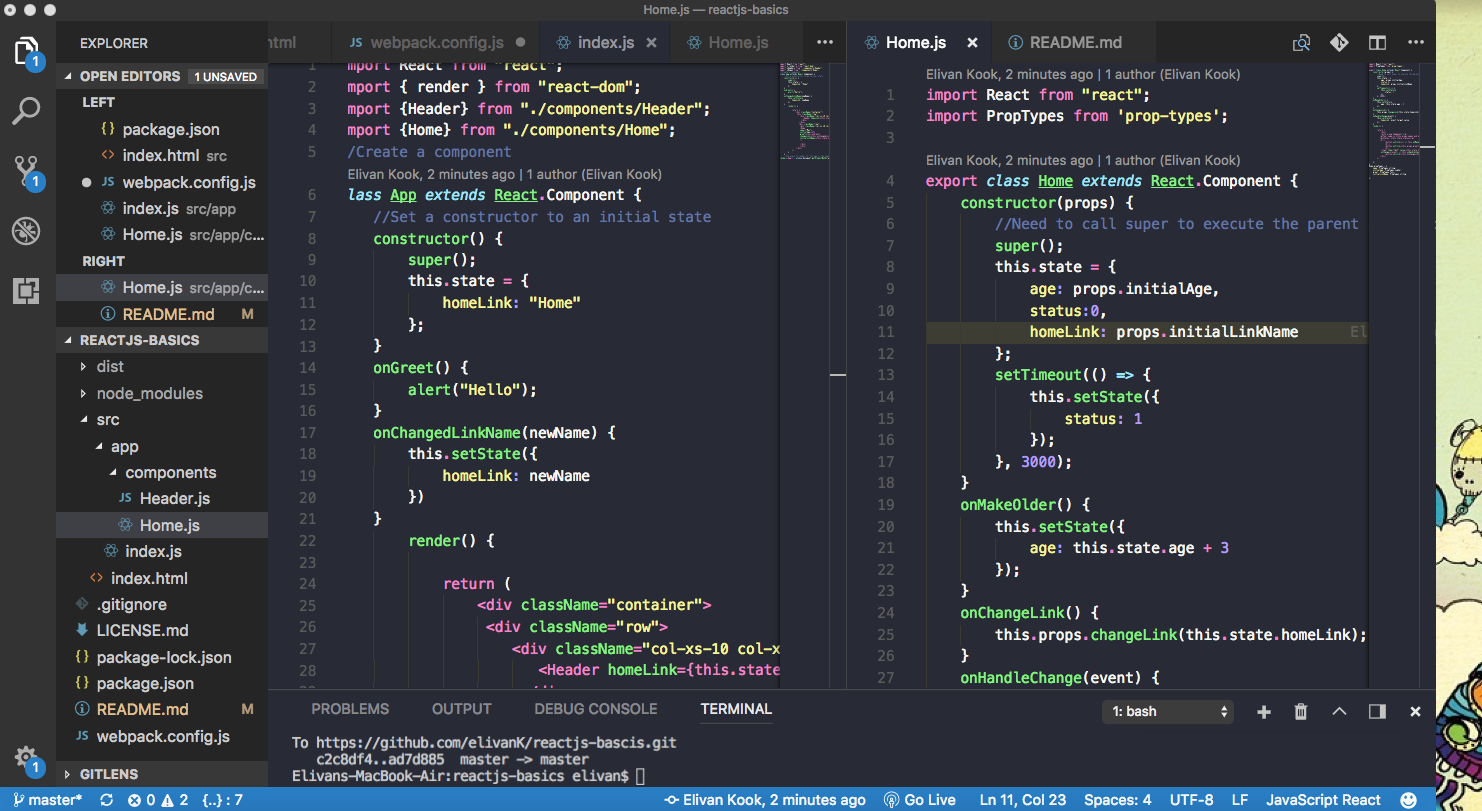 Home.js — reactjs-basics
EXPLORER
OPEN EDITORS 1 UNSAVED
LEFT
{} package.json
<> index.html src
JS webpack.config.js
index.js src/app
Home.js src/app/c...
RIGHT
Home.js src/app/c...
README.md M
REACTJS-BASICS
dist
node_modules
src
app
components
JS Header.js
Home.js
index.js
<> index.html
.gitignore
LICENSE.md
{} package-lock.json
{} package.json
README.md M
JS webpack.config.js
GITLENS
1
1
1
html JS webpack.config.js index.js × Home.js ...
1 mport React from "react";
2 mport { render } from "react-dom";
3 mport {Header} from "./components/Header";
4 mport {Home} from "./components/Home";
5 /Create a component
Elivan Kook, 2 minutes ago | 1 author (Elivan Kook)
6 lass App extends React.Component {
7 //Set a constructor to an initial state
8 constructor() {
9 super();
10 this.state = {
11 homeLink: "Home"
12 };
13 }
14 onGreet() {
15 alert("Hello");
16 }
17 onChangedLinkName(newName) {
18 this.setState({
19 homeLink: newName
20 })
21 }
22 render() {
23
24 return (
25 <div className="container">
26 <div className="row">
27 <div className="col-xs-10 col-x
28 <Header homeLink={this.state
Home.js × README.md ...
Elivan Kook, 2 minutes ago | 1 author (Elivan Kook)
1 import React from "react";
2 import PropTypes from 'prop-types';
3
Elivan Kook, 2 minutes ago | 1 author (Elivan Kook)
4 export class Home extends React.Component {
5 constructor(props) {
6 //Need to call super to execute the parent
7 super();
8 this.state = {
9 age: props.initialAge,
10 status:0,
11 homeLink: props.initialLinkName El
12 };
13 setTimeout(() => {
14 this.setState({
15 status: 1
16 });
17 }, 3000);
18 }
19 onMakeOlder() {
20 this.setState({
21 age: this.state.age + 3
22 });
23 }
24 onChangeLink() {
25 this.props.changeLink(this.state.homeLink);
26 }
27 onHandleChange(event) {
PROBLEMS OUTPUT DEBUG CONSOLE TERMINAL 1: bash
To https://github.com/elivanK/reactjs-bascis.git
c2c8df4..ad7d885 master -> master
Elivans-MacBook-Air:reactjs-basics elivan$
master* 0 2 {..} : 7 Elivan Kook, 2 minutes ago Go Live Ln 11, Col 23 Spaces: 4 UTF-8 LF JavaScript React